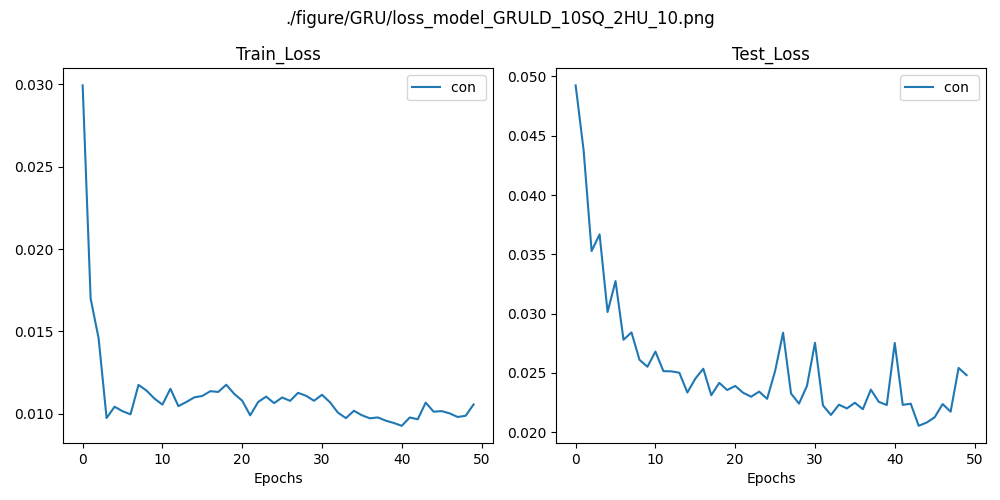 ./figure/GRU/loss_model_GRULD_10SQ_2HU_10.png
Train_Loss
con
0.030
0.025
0.020
0.015
0.010
0 10 20 30 40 50
Epochs
Test_Loss
con
0.050
0.045
0.040
0.035
0.030
0.025
0.020
0 10 20 30 40 50
Epochs